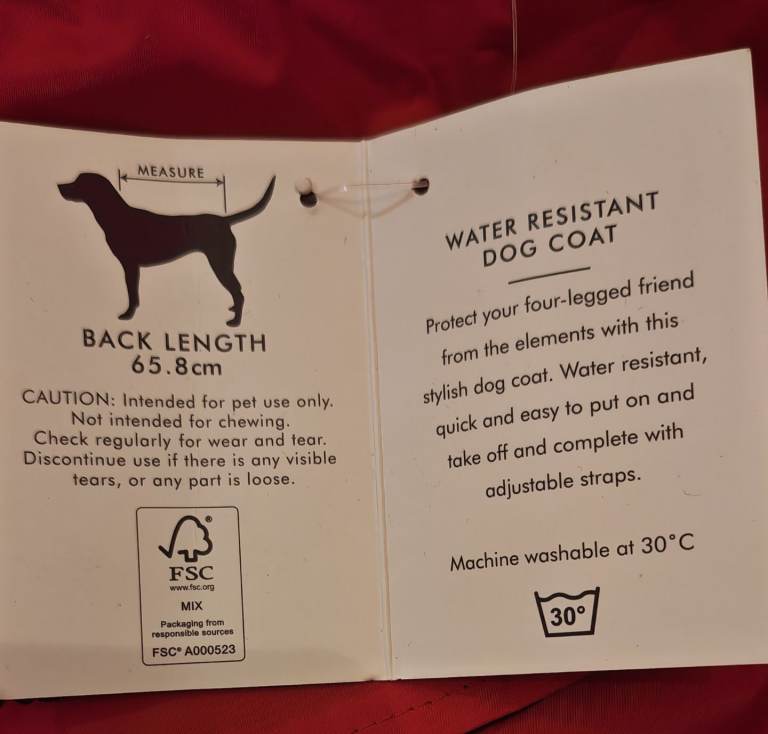 MEASURE
BACK LENGTH
65.8cm
CAUTION: Intended for pet use only.
Not intended for chewing.
Check regularly for wear and tear.
Discontinue use if there is any visible
tears, or any part is loose.
®
FSC
www.fsc.org
MIX
Packaging from
responsible sources
FSC® A000523
WATER RESISTANT
DOG COAT
Protect your four-legged friend
from the elements with this
stylish dog coat. Water resistant,
quick and easy to put on and
take off and complete with
adjustable straps.
Machine washable at 30°C
30°